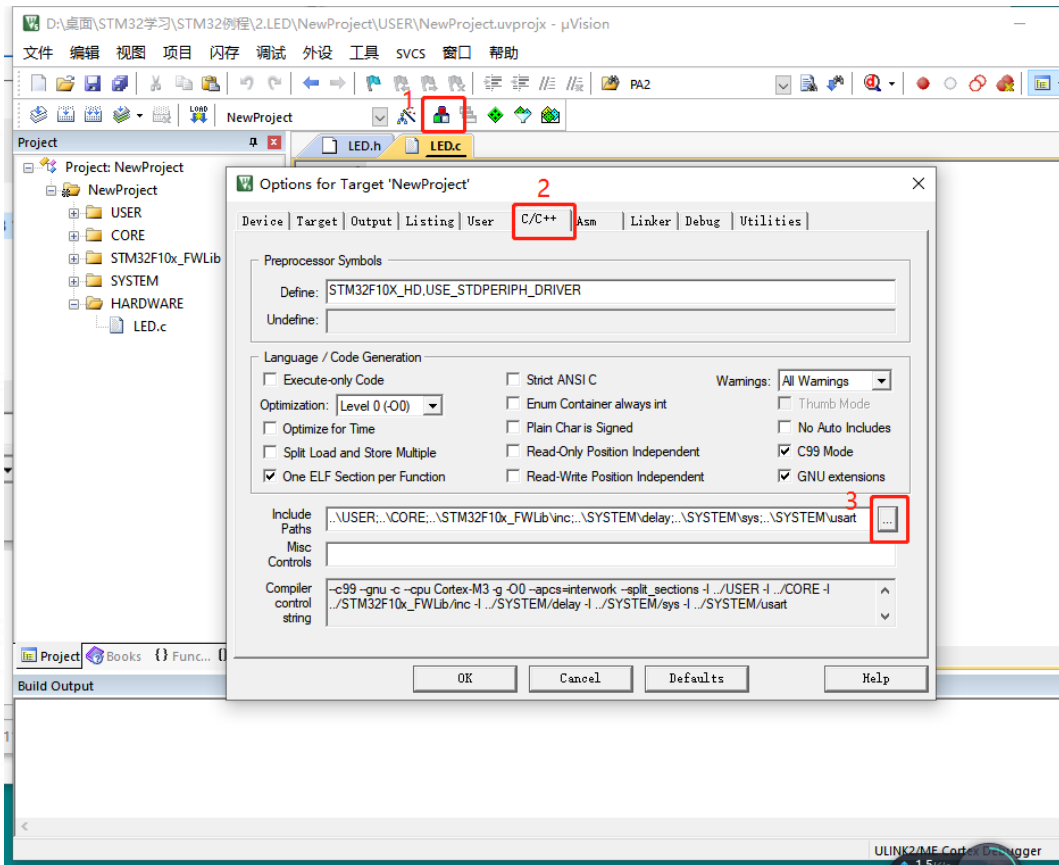 D:\桌面\STM32学习\STM32例程\2.LED\NewProject\USER\NewProject.uvprojx - µVision
文件 编辑 视图 项目 闪存 调试 外设 工具 SVCS 窗口 帮助
PA2
1
LOAD
NewProject
Project
LED.h LED.c
Project: NewProject
NewProject
USER
CORE
STM32F10x_FWLib
SYSTEM
HARDWARE
LED.c
Options for Target 'NewProject'
2
Device Target Output Listing User C/C++ Asm Linker Debug Utilities
Preprocessor Symbols
Define: STM32F10X_HD,USE_STDPERIPH_DRIVER
Undefine:
Language / Code Generation
Execute-only Code Strict ANSI C Warnings: All Warnings
Optimization: Level 0 (-O0) Enum Container always int Thumb Mode
Optimize for Time Plain Char is Signed No Auto Includes
Split Load and Store Multiple Read-Only Position Independent C99 Mode
One ELF Section per Function Read-Write Position Independent GNU extensions
3
Include Paths ..\USER;..\CORE;..\STM32F10x_FWLib\inc;..\SYSTEM\delay;..\SYSTEM\sys;..\SYSTEM\usart ...
Misc Controls
Compiler control string --c99 --gnu -c --cpu Cortex-M3 -g -O0 --apcs=interwork --split_sections -I ../USER -I ../CORE -I
../STM32F10x_FWLib/inc -I ../SYSTEM/delay -I ../SYSTEM/sys -I ../SYSTEM/usart
OK Cancel Defaults Help
Project Books {} Func...
Build Output
ULINK2/ME Cortex Debugger